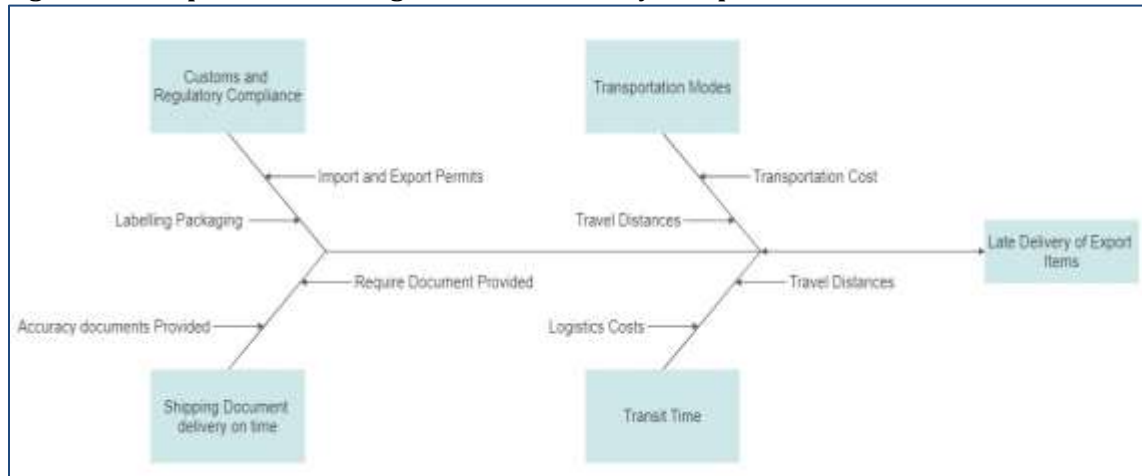 Customs and
Regulatory Compliance
Transportation Modes
Import and Export Permits
Transportation Cost
Labelling Packaging
Travel Distances
Late Delivery of Export
Items
Require Document Provided
Travel Distances
Accuracy documents Provided
Logistics Costs
Shipping Document
delivery on time
Transit Time